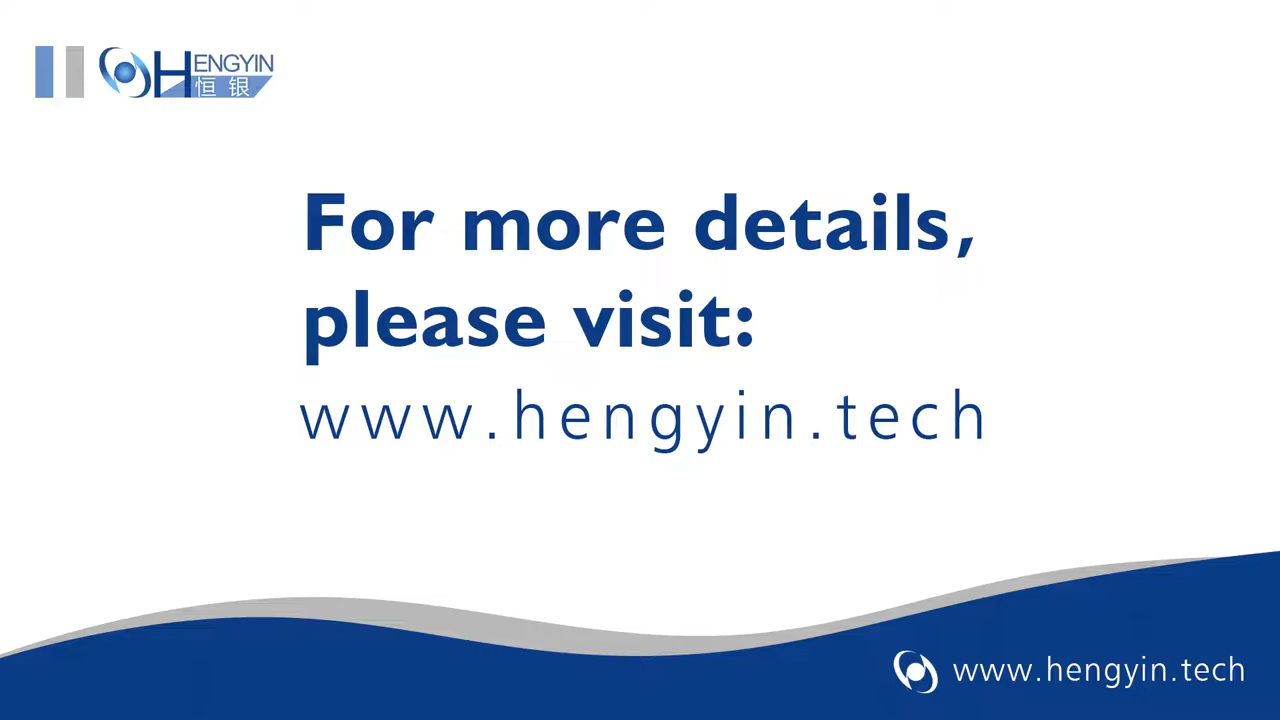 HENGYIN
恒银
For more details,
please visit:
www.hengyin.tech
www.hengyin.tech